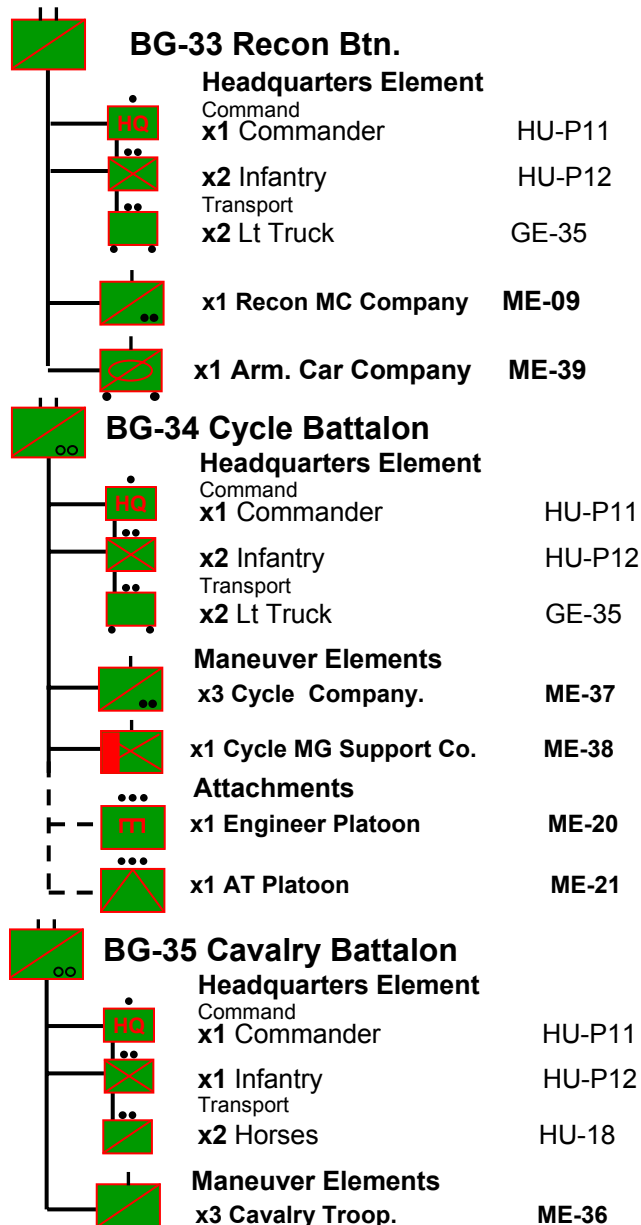 BG-33 Recon Btn.
Headquarters Element
Command
HQ
x1 Commander HU-P11
x2 Infantry HU-P12
Transport
x2 Lt Truck GE-35
x1 Recon MC Company ME-09
x1 Arm. Car Company ME-39
BG-34 Cycle Battalon
Headquarters Element
Command
HQ
x1 Commander HU-P11
x2 Infantry HU-P12
Transport
x2 Lt Truck GE-35
Maneuver Elements
x3 Cycle Company. ME-37
x1 Cycle MG Support Co. ME-38
Attachments
x1 Engineer Platoon ME-20
x1 AT Platoon ME-21
BG-35 Cavalry Battalon
Headquarters Element
Command
HQ
x1 Commander HU-P11
x1 Infantry HU-P12
Transport
x2 Horses HU-18
Maneuver Elements
x3 Cavalry Troop. ME-36